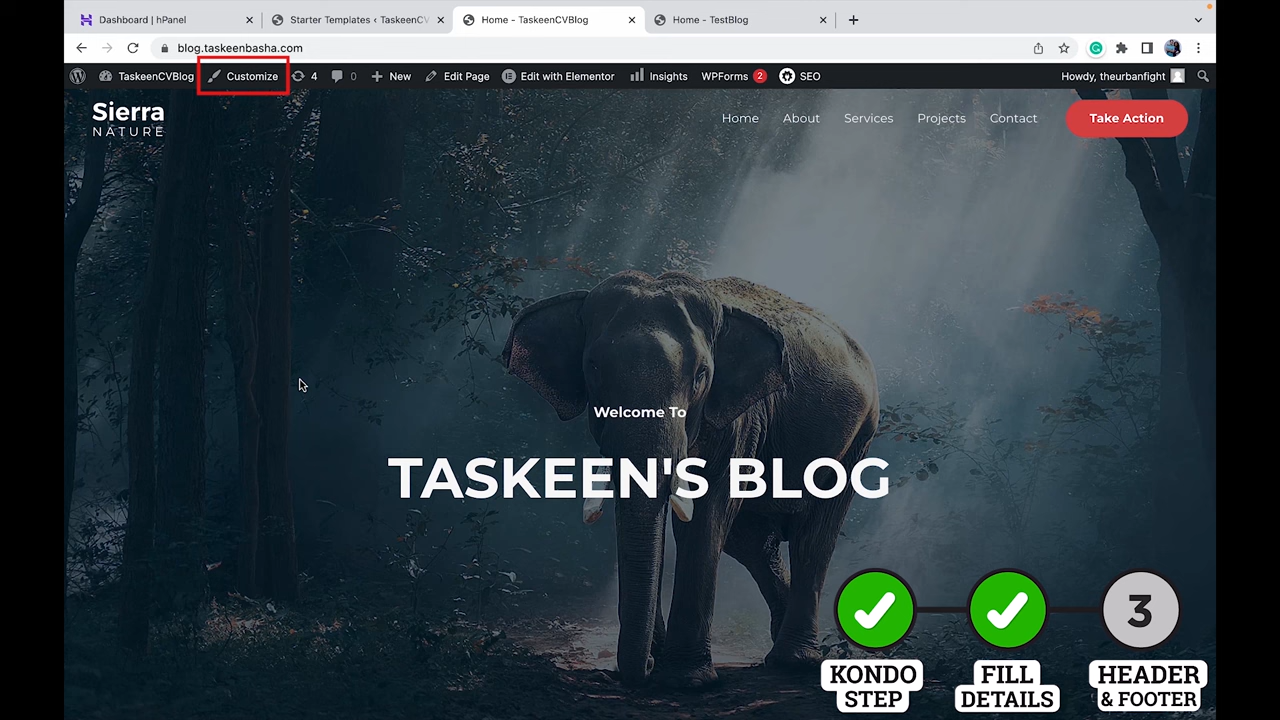 Dashboard | hPanel
Starter Templates ‹ TaskeenCV
Home - TaskeenCVBlog
Home - TestBlog
blog.taskeenbasha.com
TaskeenCVBlog
Customize
4
0
New
Edit Page
Edit with Elementor
Insights
WPForms 2
SEO
Howdy, theurbanfight
Sierra
NATURE
Home
About
Services
Projects
Contact
Take Action
Welcome To
TASKEEN'S BLOG
3
KONDO
STEP
FILL
DETAILS
HEADER
& FOOTER